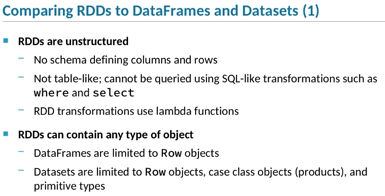 Comparing RDDs to DataFrames and Datasets (1)
▪ RDDs are unstructured
– No schema defining columns and rows
– Not table-like; cannot be queried using SQL-like transformations such as
where and select
– RDD transformations use lambda functions
▪ RDDs can contain any type of object
– DataFrames are limited to Row objects
– Datasets are limited to Row objects, case class objects (products), and
primitive types